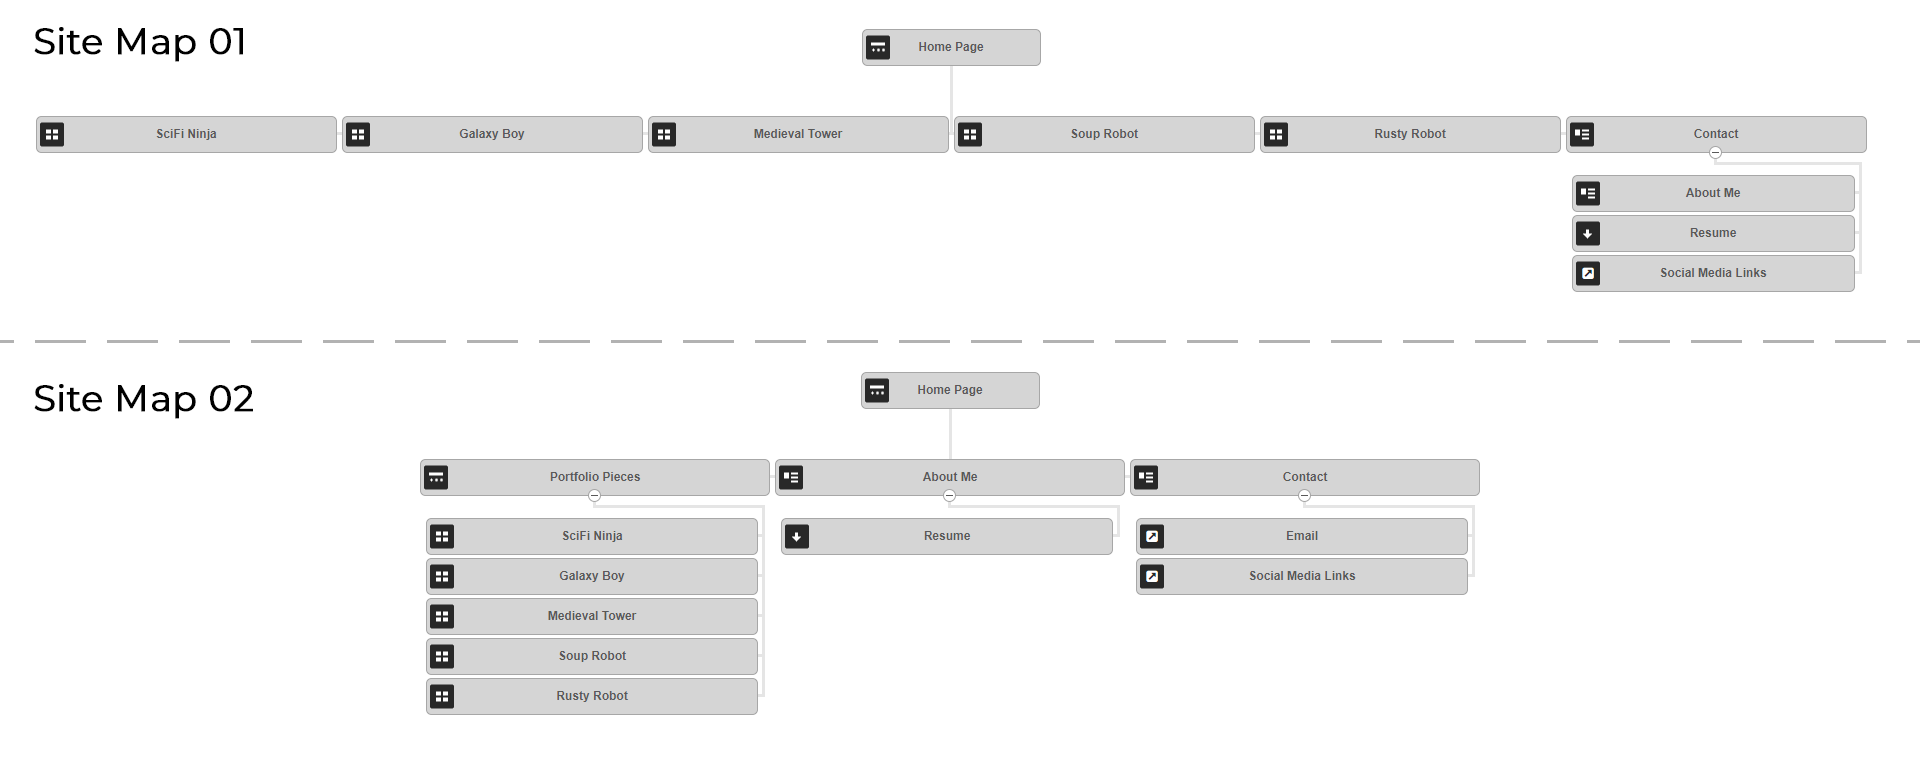 Site Map 01
Home Page
SciFi Ninja
Galaxy Boy
Medieval Tower
Soup Robot
Rusty Robot
Contact
About Me
Resume
Social Media Links
Site Map 02
Home Page
Portfolio Pieces
About Me
Contact
SciFi Ninja
Galaxy Boy
Medieval Tower
Soup Robot
Rusty Robot
Resume
Email
Social Media Links